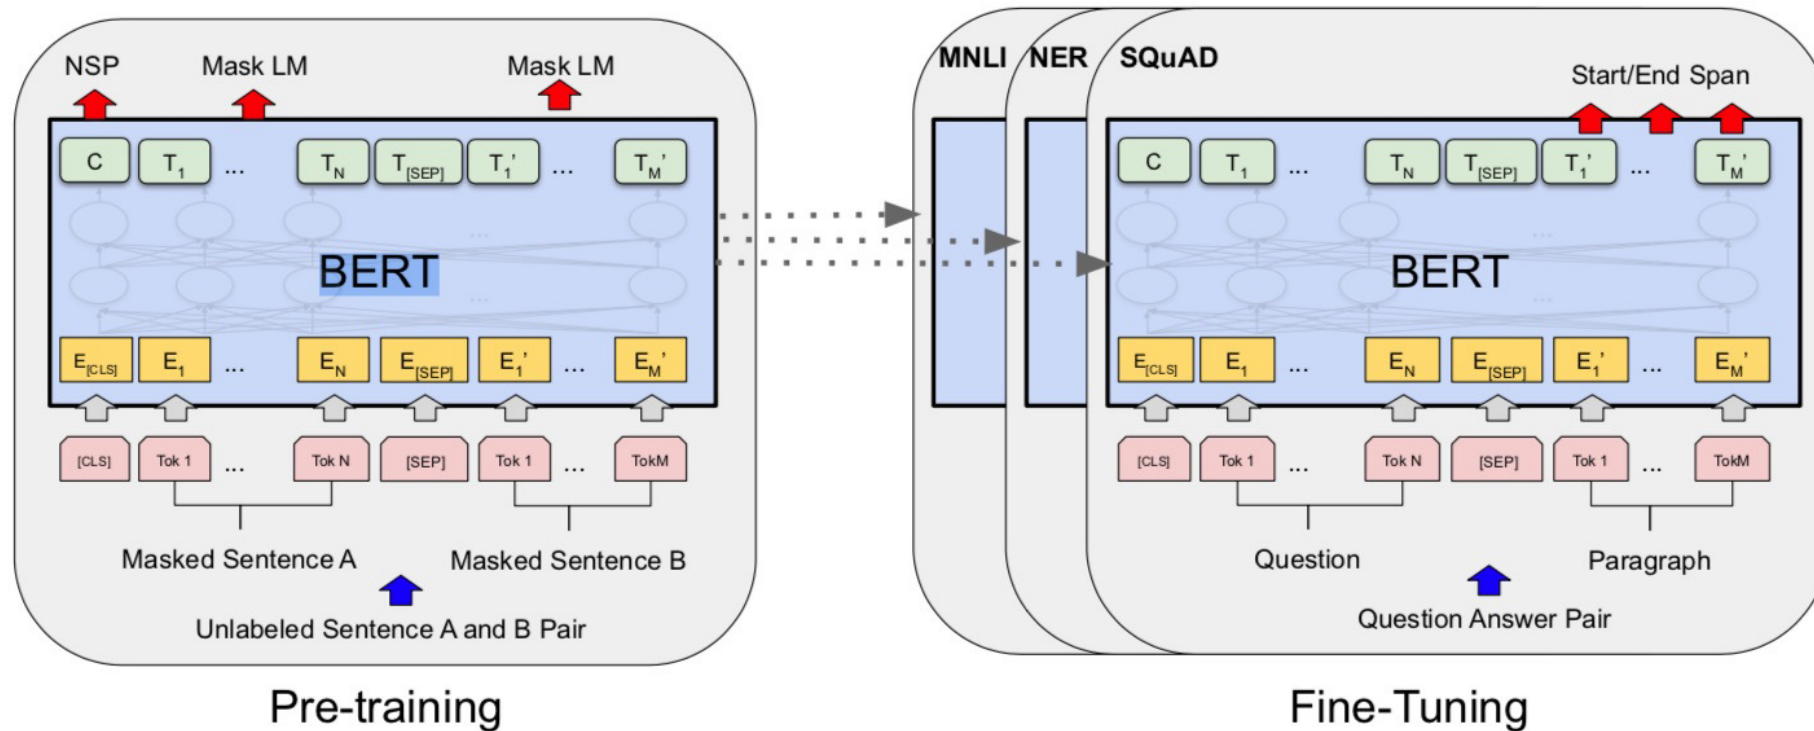 NSP Mask LM Mask LM
C T1 ... TN T[SEP] T1' ... TM'
...
BERT
...
E[CLS] E1 ... EN E[SEP] E1' ... EM'
[CLS] Tok 1 ... Tok N [SEP] Tok 1 ... TokM
Masked Sentence A Masked Sentence B
Unlabeled Sentence A and B Pair
Pre-training
MNLI NER SQuAD
Start/End Span
C T1 ... TN T[SEP] T1' ... TM'
...
BERT
...
E[CLS] E1 ... EN E[SEP] E1' ... EM'
[CLS] Tok 1 ... Tok N [SEP] Tok 1 ... TokM
Question Paragraph
Question Answer Pair
Fine-Tuning